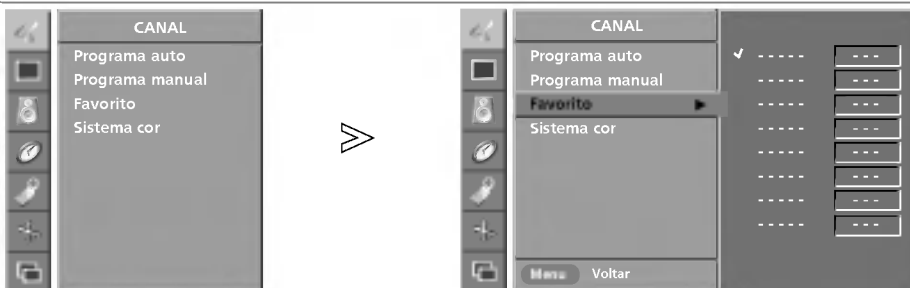 CANAL
Programa auto
Programa manual
Favorito
Sistema cor
CANAL
Programa auto
Programa manual
Favorito
Sistema cor
Menu Voltar
- - - - - - - -
- - - - - - - -
- - - - - - - -
- - - - - - - -
- - - - - - - -
- - - - - - - -
- - - - - - - -
- - - - - - - -